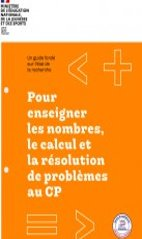 MINISTÈRE
DE L'ÉDUCATION
NATIONALE,
DE LA JEUNESSE
ET DES SPORTS
Un guide fondé
sur l'état de
la recherche
Pour
enseigner
les nombres,
le calcul et
la résolution
de problèmes
au CP